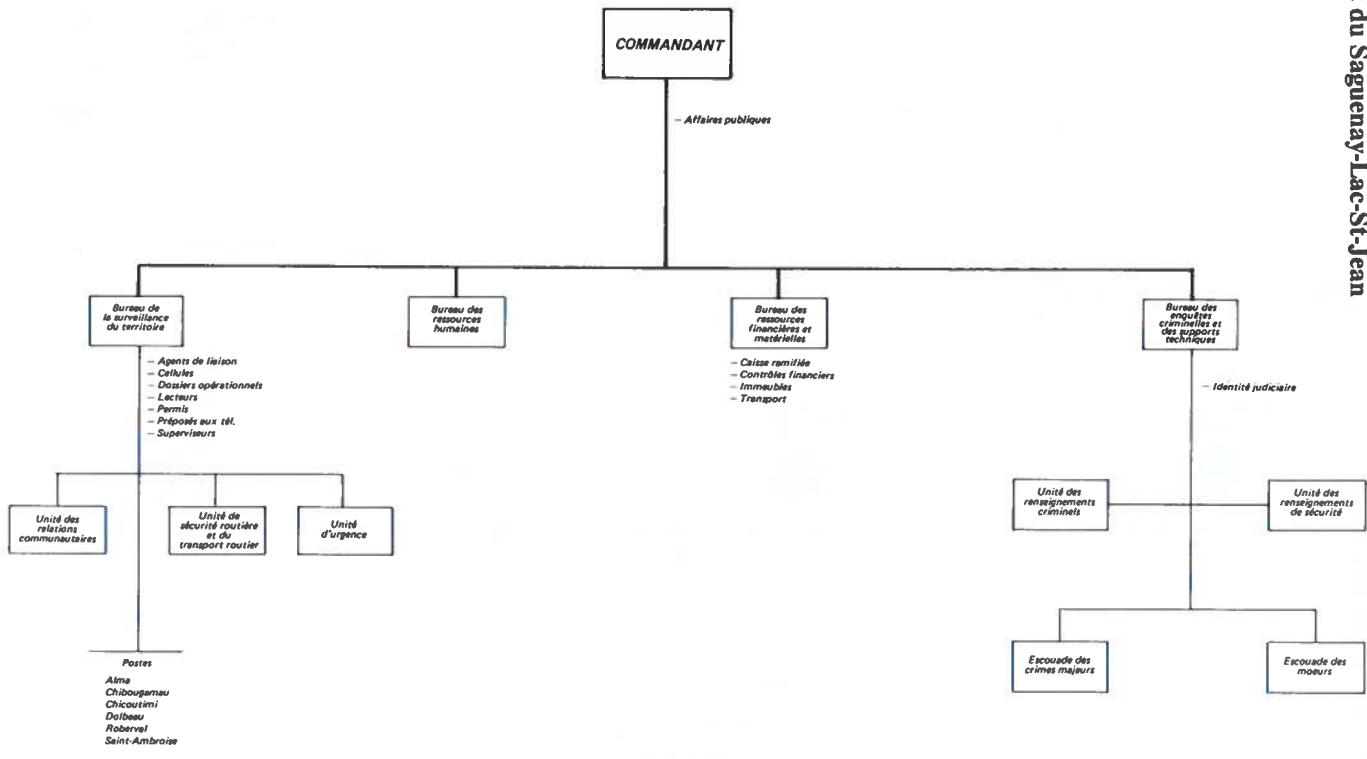 du Saguenay-Lac-St-Jean
COMMANDANT
— Affaires publiques
Bureau de
la surveillance
du territoire
Bureau des
ressources
humaines
Bureau des
ressources
financières et
matérielles
Bureau des
enquêtes
criminelles et
des supports
techniques
— Agents de liaison
— Cellules
— Dossiers opérationnels
— Lecteurs
— Permis
— Préposés aux tél.
— Superviseurs
— Caisse ramifiée
— Contrôles financiers
— Immeubles
— Transport
— Identité judiciaire
Unité des
relations
communautaires
Unité de
sécurité routière
et du
transport routier
Unité
d'urgence
Unité des
renseignements
criminels
Unité des
renseignements
de sécurité
Postes
Alma
Chibougamau
Chicoutimi
Dolbeau
Roberval
Saint-Ambroise
Escouade des
crimes majeurs
Escouade des
moeurs